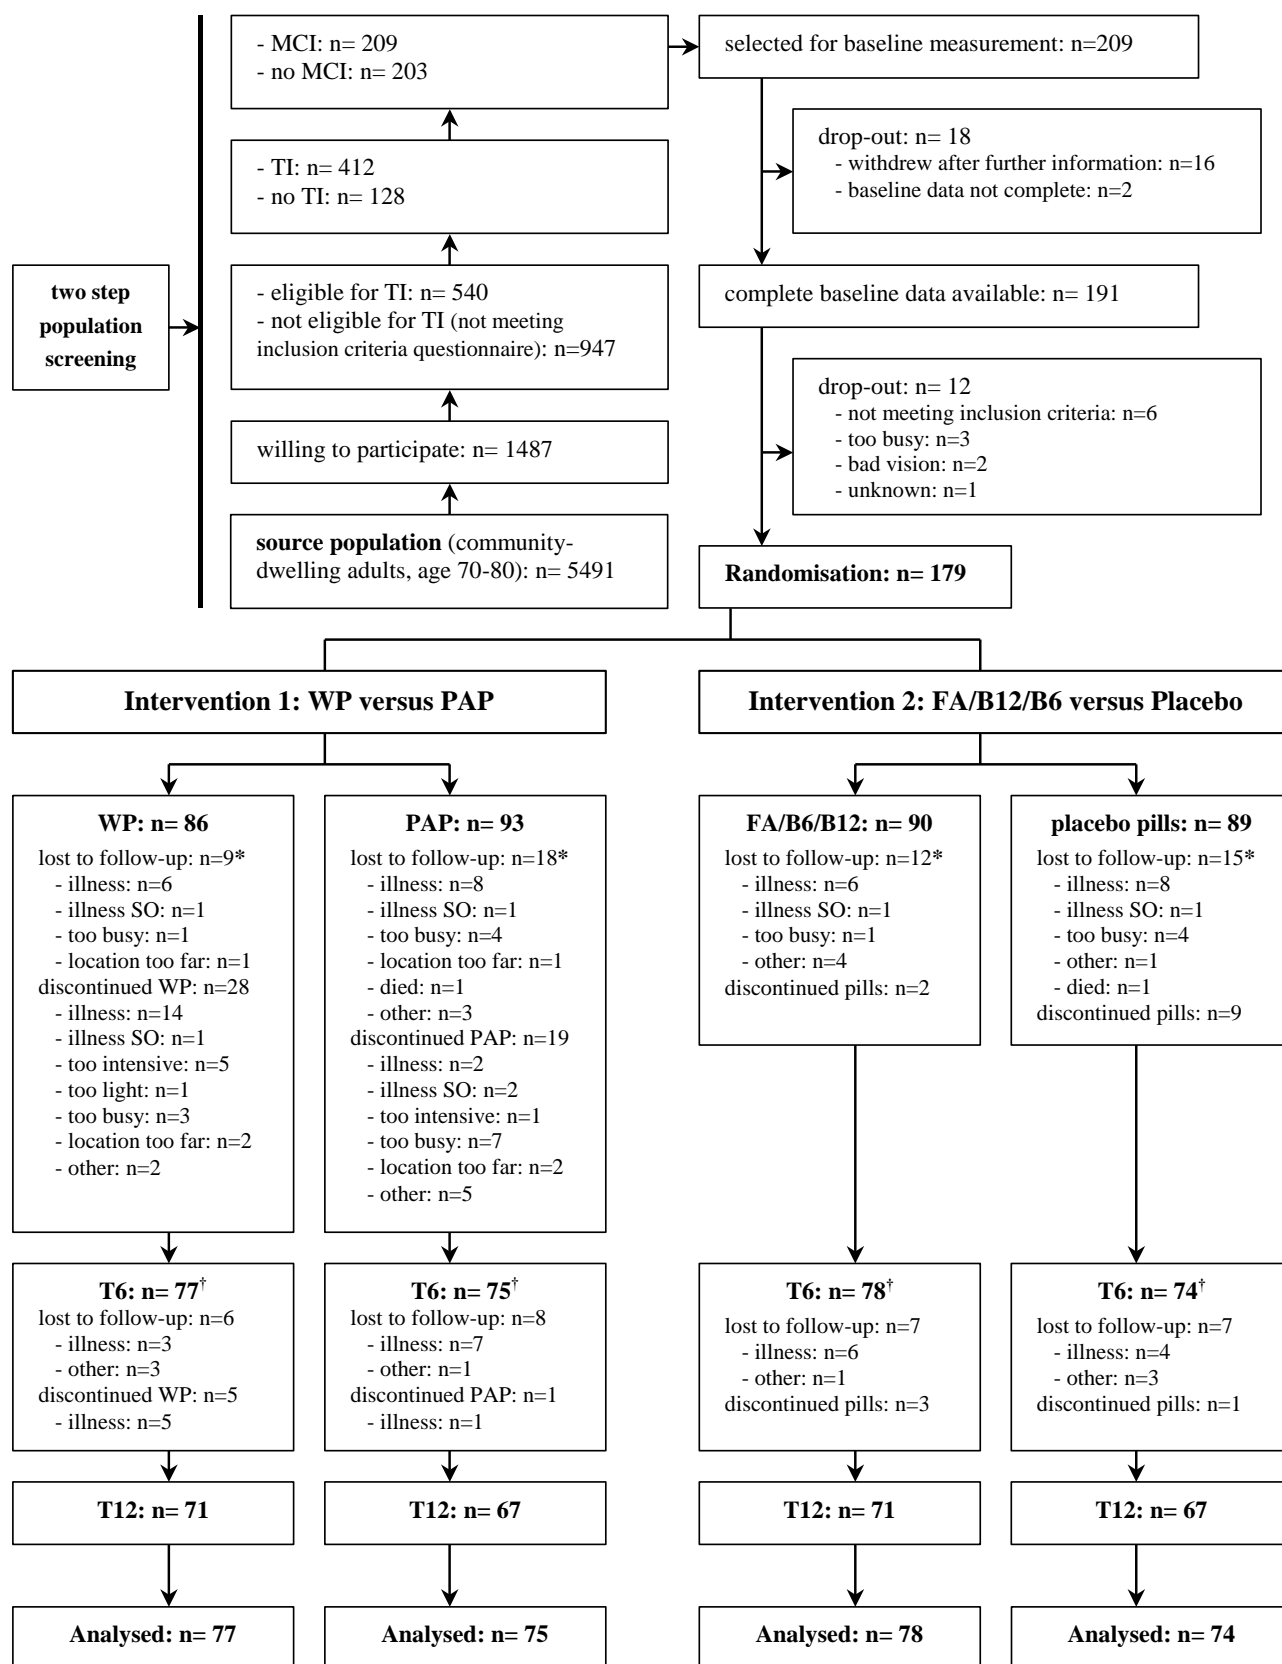 two step
population
screening
- MCI: n= 209
- no MCI: n= 203
- TI: n= 412
- no TI: n= 128
- eligible for TI: n= 540
- not eligible for TI (not meeting
inclusion criteria questionnaire): n=947
willing to participate: n= 1487
source population (community-
dwelling adults, age 70-80): n= 5491
selected for baseline measurement: n=209
drop-out: n= 18
- withdrew after further information: n=16
- baseline data not complete: n=2
complete baseline data available: n= 191
drop-out: n= 12
- not meeting inclusion criteria: n=6
- too busy: n=3
- bad vision: n=2
- unknown: n=1
Randomisation: n= 179
Intervention 1: WP versus PAP
Intervention 2: FA/B12/B6 versus Placebo
WP: n= 86
lost to follow-up: n=9*
- illness: n=6
- illness SO: n=1
- too busy: n=1
- location too far: n=1
discontinued WP: n=28
- illness: n=14
- illness SO: n=1
- too intensive: n=5
- too light: n=1
- too busy: n=3
- location too far: n=2
- other: n=2
PAP: n= 93
lost to follow-up: n=18*
- illness: n=8
- illness SO: n=1
- too busy: n=4
- location too far: n=1
- died: n=1
- other: n=3
discontinued PAP: n=19
- illness: n=2
- illness SO: n=2
- too intensive: n=1
- too busy: n=7
- location too far: n=2
- other: n=5
FA/B6/B12: n= 90
lost to follow-up: n=12*
- illness: n=6
- illness SO: n=1
- too busy: n=1
- other: n=4
discontinued pills: n=2
placebo pills: n= 89
lost to follow-up: n=15*
- illness: n=8
- illness SO: n=1
- too busy: n=4
- other: n=1
- died: n=1
discontinued pills: n=9
T6: n= 77†
lost to follow-up: n=6
- illness: n=3
- other: n=3
discontinued WP: n=5
- illness: n=5
T6: n= 75†
lost to follow-up: n=8
- illness: n=7
- other: n=1
discontinued PAP: n=1
- illness: n=1
T6: n= 78†
lost to follow-up: n=7
- illness: n=6
- other: n=1
discontinued pills: n=3
T6: n= 74†
lost to follow-up: n=7
- illness: n=4
- other: n=3
discontinued pills: n=1
T12: n= 71
T12: n= 67
T12: n= 71
T12: n= 67
Analysed: n= 77
Analysed: n= 75
Analysed: n= 78
Analysed: n= 74